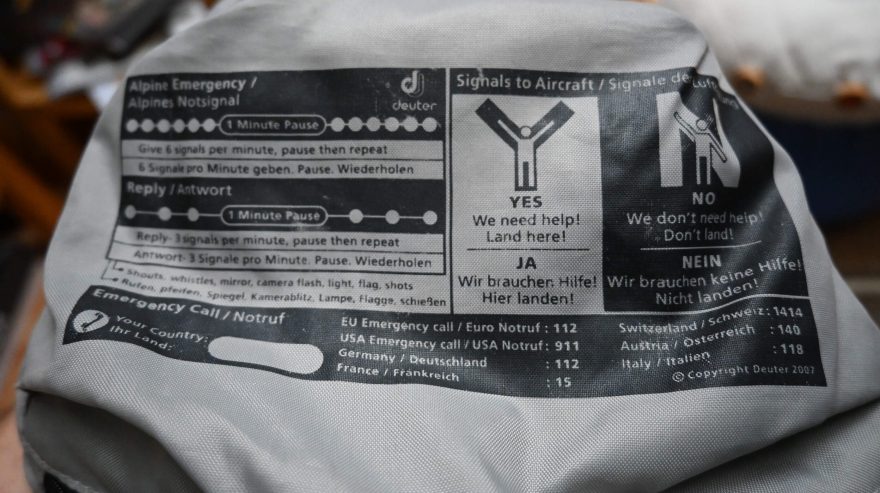 Alpine Emergency /
Alpines Notsignal
deuter
1 Minute Pause
Give 6 signals per minute, pause then repeat
6 Signale pro Minute geben. Pause. Wiederholen
Reply / Antwort
1 Minute Pause
Reply- 3 signals per minute, pause then repeat
Antwort- 3 Signale pro Minute. Pause. Wiederholen
Shouts, whistles, mirror, camera flash, light, flag, shots
Rufen, pfeifen, Spiegel, Kamerablitz, Lampe, Flagge, schießen
Signals to Aircraft / Signale
Y
YES
We need help!
Land here!
JA
Wir brauchen Hilfe!
Hier landen!
N
NO
We don't need help!
Don't land!
NEIN
Wir brauchen keine Hilfe!
Nicht landen!
Emergency Call / Notruf
Your Country:
Ihr Land:
EU Emergency call / Euro Notruf : 112
USA Emergency call / USA Notruf : 911
Germany / Deutschland : 112
France / Frankreich : 15
Switzerland / Schweiz : 1414
Austria / Österreich : 140
Italy / Italien : 118
© Copyright Deuter 2007